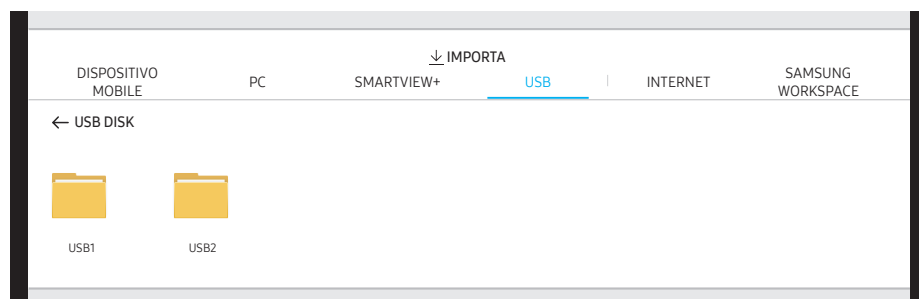 IMPORTA
DISPOSITIVO MOBILE
PC
SMARTVIEW+
USB
INTERNET
SAMSUNG WORKSPACE
USB DISK
USB1
USB2